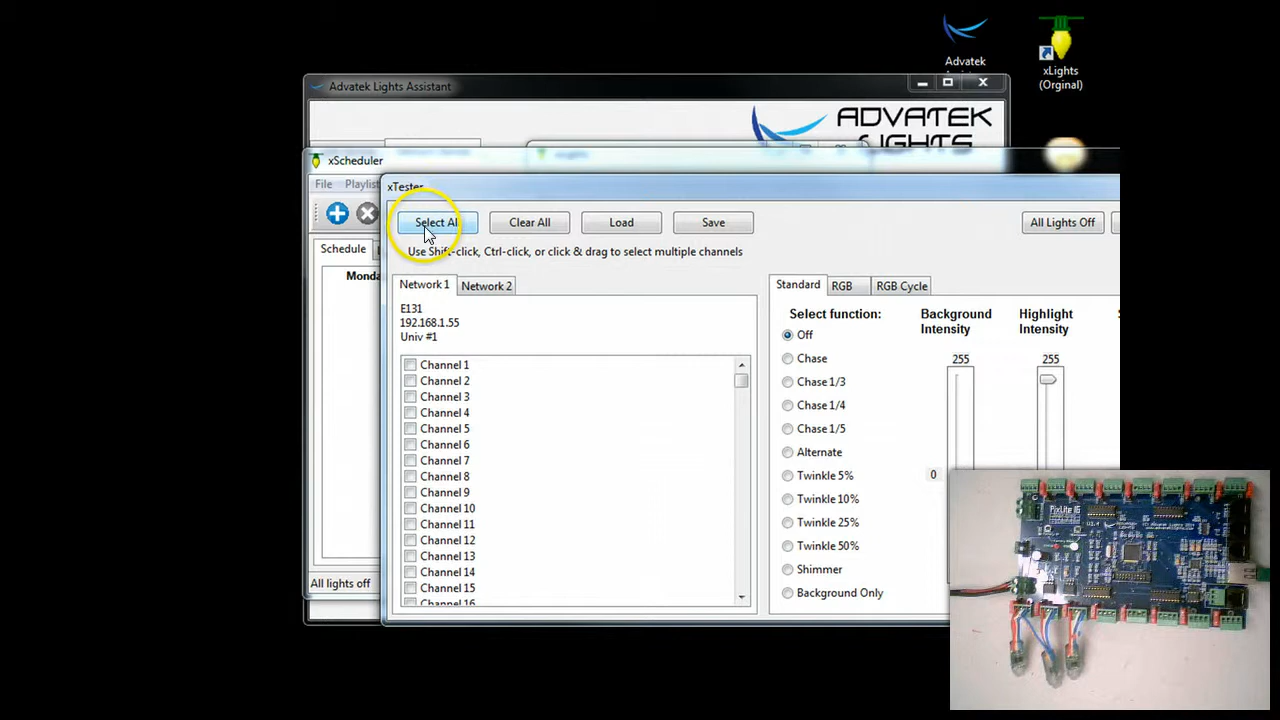 Advatek
xLights
(Orginal)
Advatek Lights Assistant
ADVATEK
LIGHTS
xScheduler
File
Playlist
xTester
Select All
Clear All
Load
Save
All Lights Off
Use Shift-click, Ctrl-click, or click & drag to select multiple channels
Schedule
Monda
Network 1
Network 2
E131
192.168.1.55
Univ #1
Channel 1
Channel 2
Channel 3
Channel 4
Channel 5
Channel 6
Channel 7
Channel 8
Channel 9
Channel 10
Channel 11
Channel 12
Channel 13
Channel 14
Channel 15
Channel 16
Standard
RGB
RGB Cycle
Select function:
Off
Chase
Chase 1/3
Chase 1/4
Chase 1/5
Alternate
Twinkle 5%
Twinkle 10%
Twinkle 25%
Twinkle 50%
Shimmer
Background Only
Background
Intensity
255
0
Highlight
Intensity
255
All lights off
PixLite 16